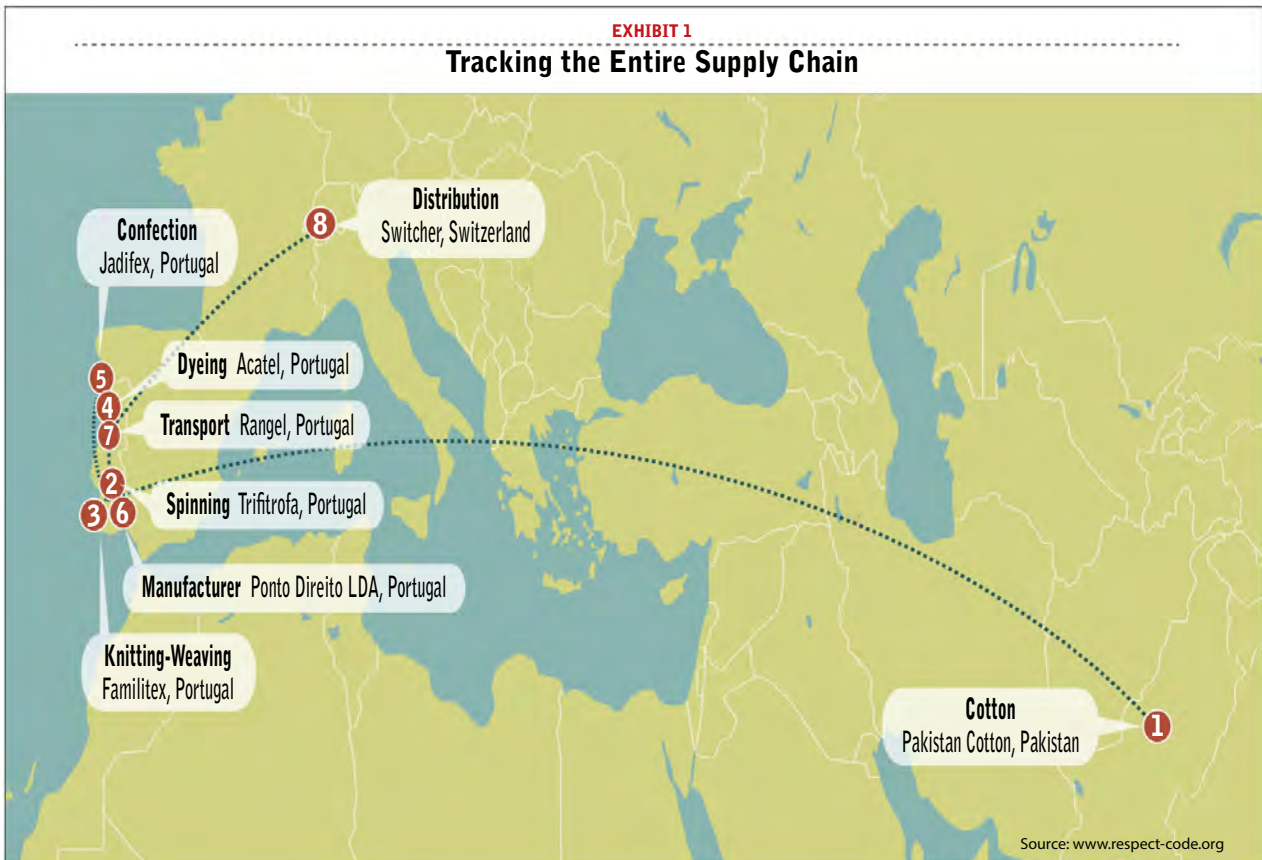 EXHIBIT 1
Tracking the Entire Supply Chain
8
Distribution
Switcher, Switzerland
Confection
Jadifex, Portugal
5
Dyeing Acatel, Portugal
4
Transport Rangel, Portugal
7
2
Spinning Trifitrofa, Portugal
3
6
Manufacturer Ponto Direito LDA, Portugal
Knitting-Weaving
Familitex, Portugal
Cotton
Pakistan Cotton, Pakistan
1
Source: www.respect-code.org